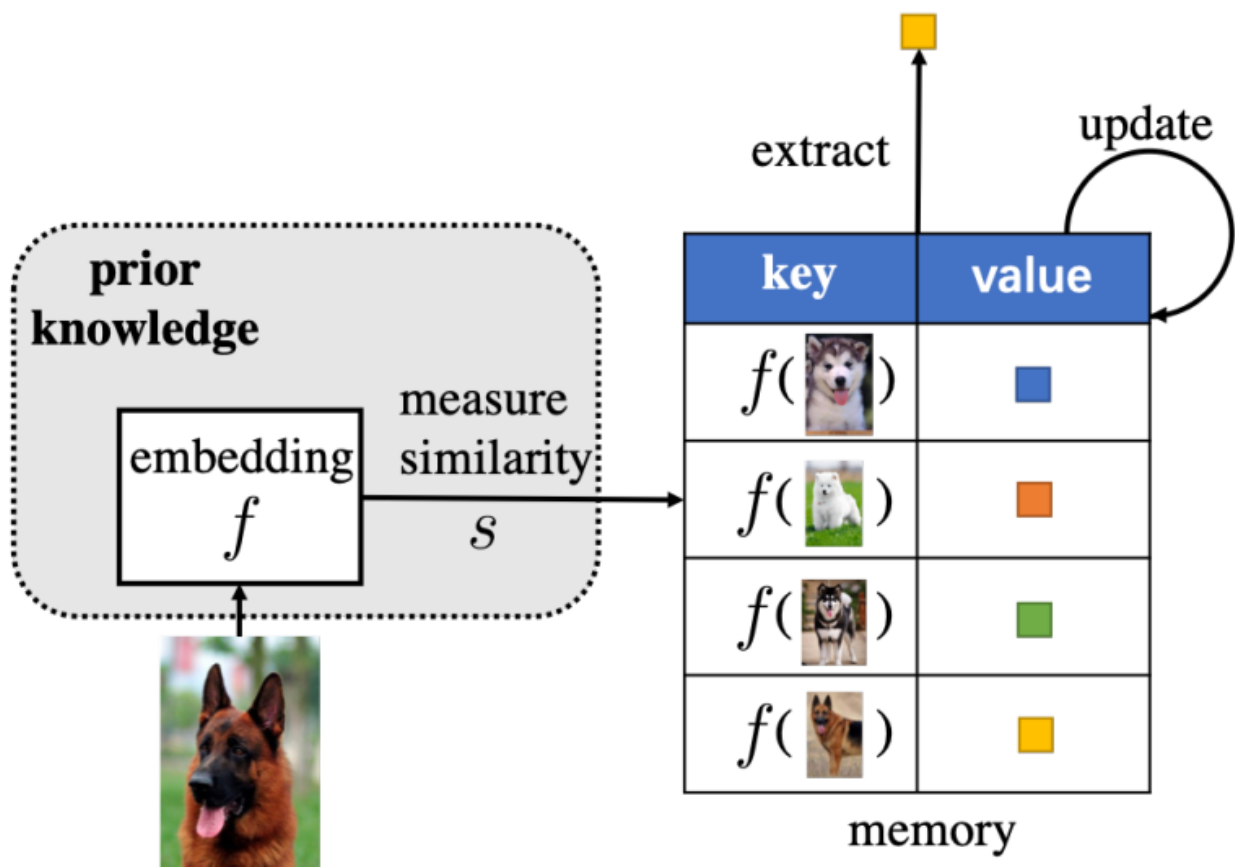 extract
update
prior
knowledge
key
value
measure
similarity
embedding
f
s
f( )
f( )
f( )
f( )
memory